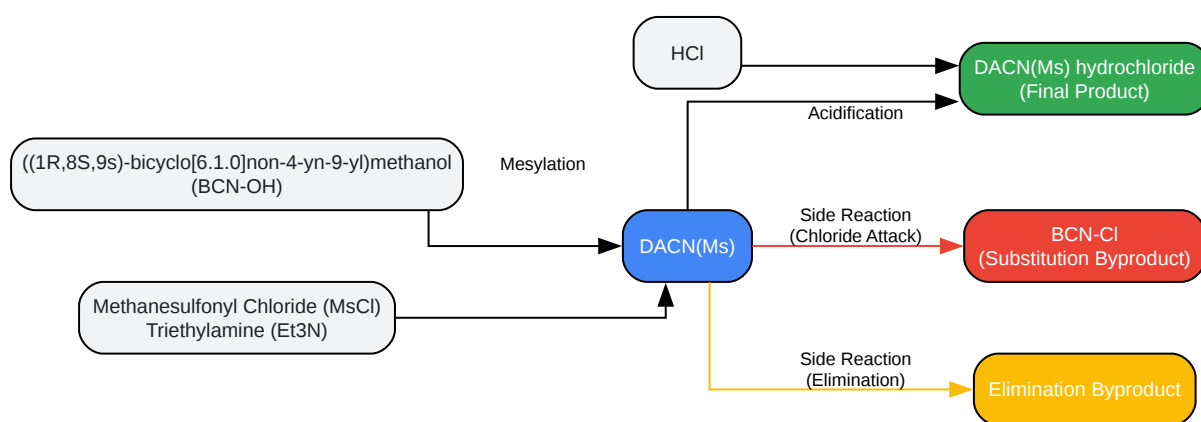 HCl
DACN(Ms) hydrochloride
(Final Product)
Acidification
((1R,8S,9s)-bicyclo[6.1.0]non-4-yn-9-yl)methanol
(BCN-OH)
Mesylation
DACN(Ms)
Side Reaction
(Chloride Attack)
BCN-Cl
(Substitution Byproduct)
Methanesulfonyl Chloride (MsCl)
Triethylamine (Et3N)
Side Reaction
(Elimination)
Elimination Byproduct